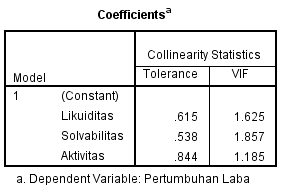 Coefficientsᵃ
Collinearity Statistics
Model Tolerance VIF
1 (Constant)
Likuiditas .615 1.625
Solvabilitas .538 1.857
Aktivitas .844 1.185
a. Dependent Variable: Pertumbuhan Laba